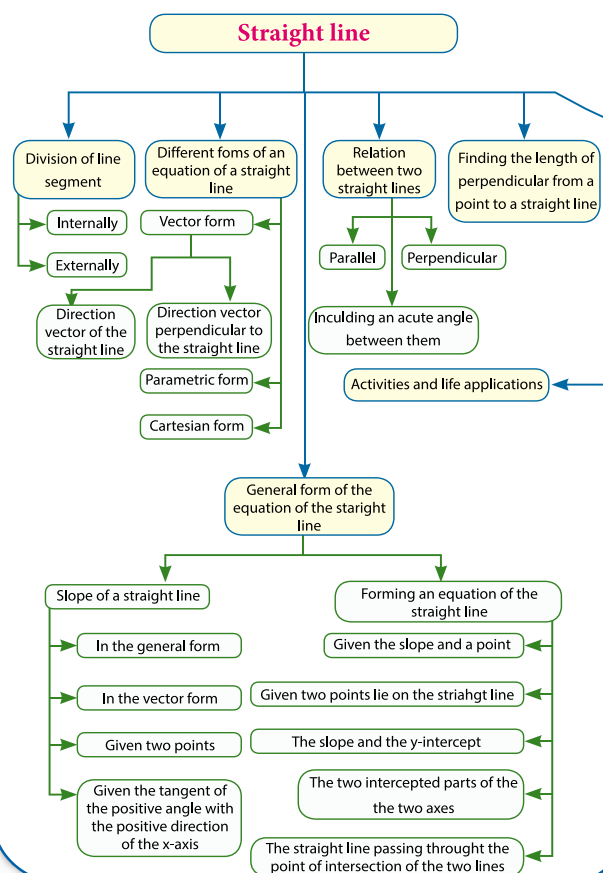 Straight line
Division of line
segment
Internally
Externally
Different foms of an
equation of a straight
line
Vector form
Direction
vector of the
straight line
Direction vector
perpendicular to
the straight line
Parametric form
Cartesian form
Relation
between two
straight lines
Parallel
Perpendicular
Inculding an acute angle
between them
Finding the length of
perpendicular from a
point to a straight line
Activities and life applications
General form of the
equation of the staright
line
Slope of a straight line
In the general form
In the vector form
Given two points
Given the tangent of
the positive angle with
the positive direction
of the x-axis
Forming an equation of the
straight line
Given the slope and a point
Given two points lie on the striahgt line
The slope and the y-intercept
The two intercepted parts of the
the two axes
The straight line passing throught the
point of intersection of the two lines